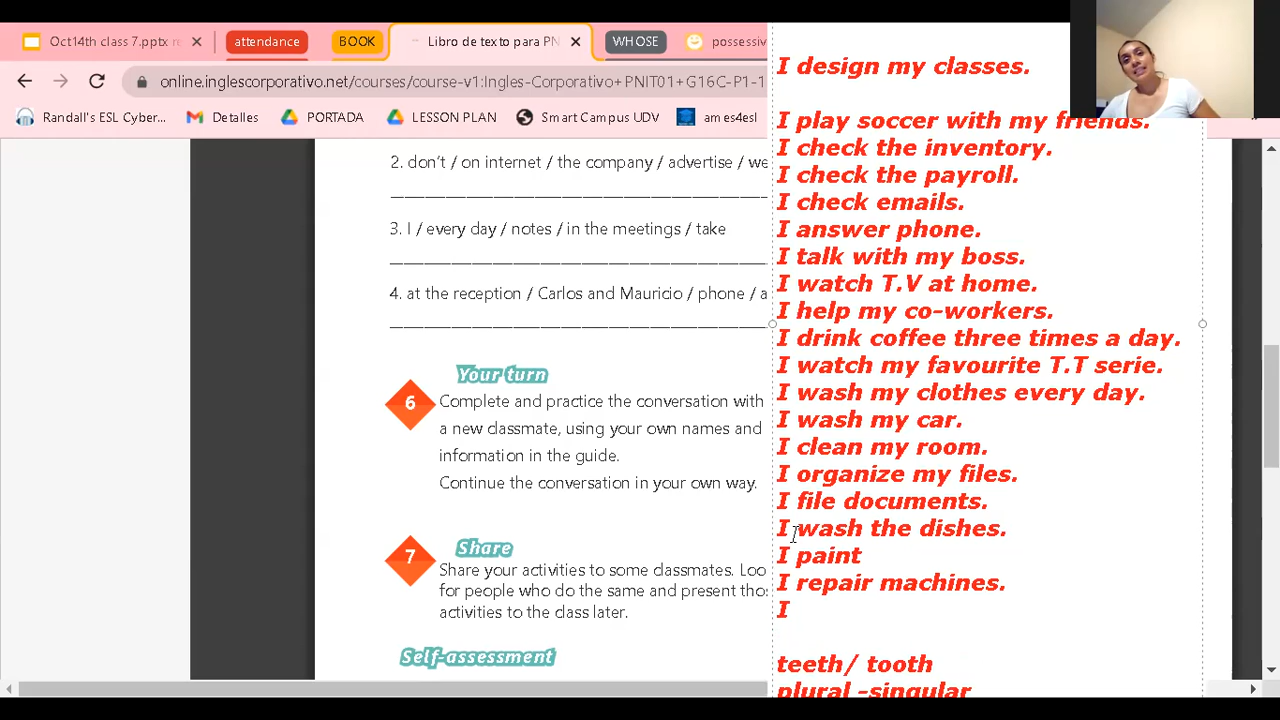 Oct14th class 7.pptx
attendance
BOOK
Libro de texto para PN
WHOSE
possessiv
online.inglescorporativo.net/courses/course-v1:Ingles-Corporativo+PNIT01+G16C-P1-1
Randall's ESL Cyber...
Detalles
PORTADA
LESSON PLAN
Smart Campus UDV
ames4esl
2. don't / on internet / the company / advertise / we
3. I / every day / notes / in the meetings / take
4. at the reception / Carlos and Mauricio / phone / a
Your turn
6
Complete and practice the conversation with
a new classmate, using your own names and
information in the guide.
Continue the conversation in your own way.
7
Share
Share your activities to some classmates. Loo
for people who do the same and present thos
activities to the class later.
Self-assessment
I design my classes.
I play soccer with my friends.
I check the inventory.
I check the payroll.
I check emails.
I answer phone.
I talk with my boss.
I watch T.V at home.
I help my co-workers.
I drink coffee three times a day.
I watch my favourite T.T serie.
I wash my clothes every day.
I wash my car.
I clean my room.
I organize my files.
I file documents.
I wash the dishes.
I paint
I repair machines.
I
teeth/ tooth
plural -singular